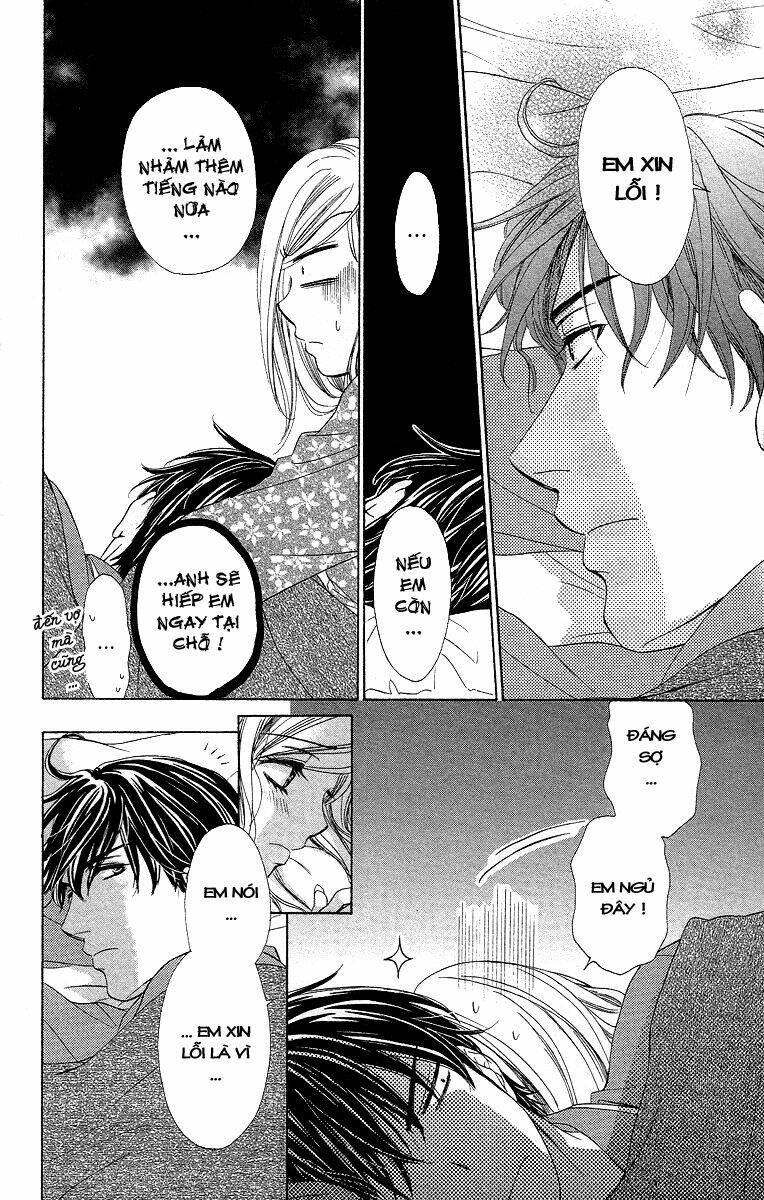 EM XIN
LỖI !
...
NẾU
EM
CÒN
...
... LẢM
NHẢM THÊM
TIẾNG NÀO
NỮA
...
...ANH SẼ
HIẾP EM
NGAY TẠI
CHỖ !
...
đến vợ
mà
cũng
...
ĐÁNG
SỢ
...
EM NGỦ
ĐÂY !
EM NÓI
...
... EM XIN
LỖI LÀ VÌ
...